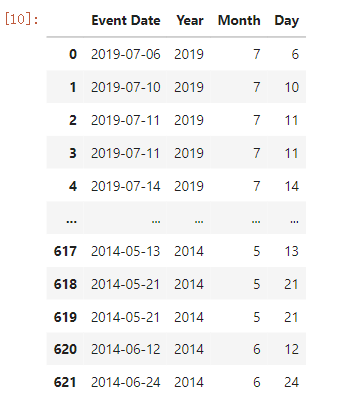 [10]:
Event Date Year Month Day
0 2019-07-06 2019 7 6
1 2019-07-10 2019 7 10
2 2019-07-11 2019 7 11
3 2019-07-11 2019 7 11
4 2019-07-14 2019 7 14
... ... ... ... ...
617 2014-05-13 2014 5 13
618 2014-05-21 2014 5 21
619 2014-05-21 2014 5 21
620 2014-06-12 2014 6 12
621 2014-06-24 2014 6 24